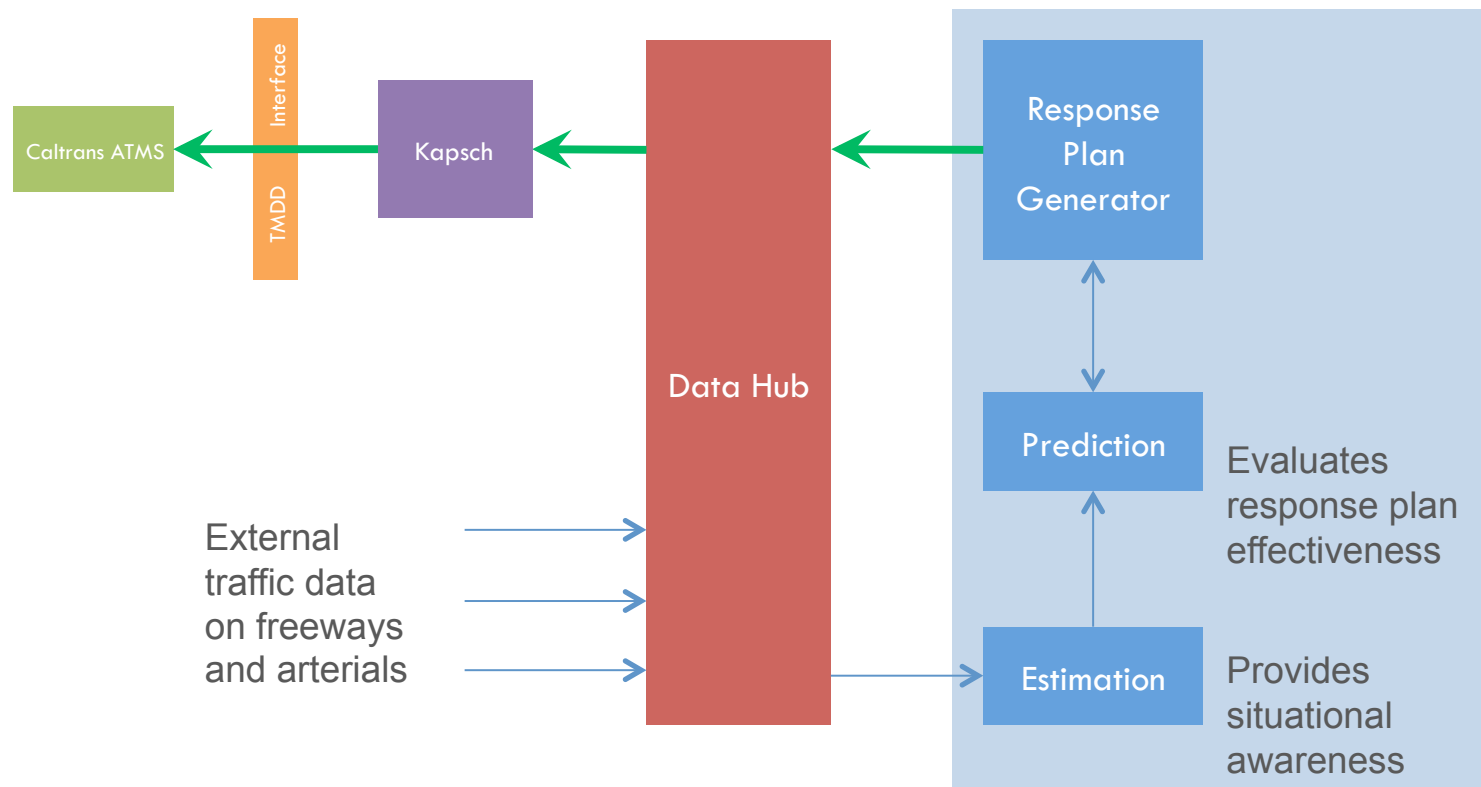 Caltrans ATMS
TMDD Interface
Kapsch
Data Hub
Response
Plan
Generator
Prediction
Evaluates
response plan
effectiveness
External
traffic data
on freeways
and arterials
Estimation
Provides
situational
awareness